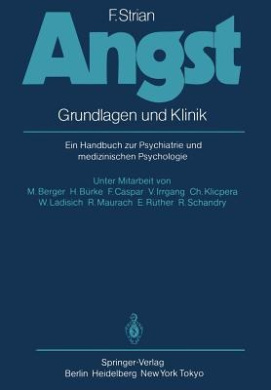 F. Strian
Angst
Grundlagen und Klinik
Ein Handbuch zur Psychiatrie und
medizinischen Psychologie
Unter Mitarbeit von
M. Berger H. Burke F. Caspar V. Irrgang Ch. Klicpera
W. Ladisich R. Maurach E. Rüther R. Schandry
Springer-Verlag
Berlin Heidelberg New York Tokyo